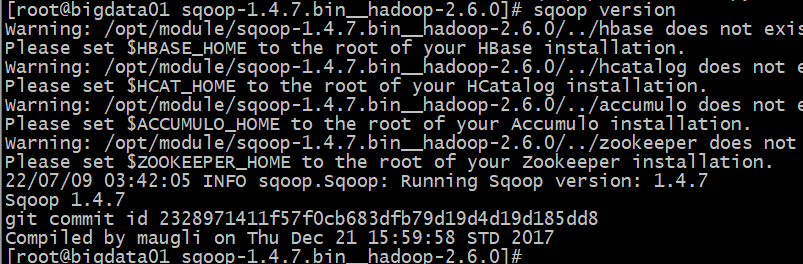 [root@bigdata01 sqoop-1.4.7.bin__hadoop-2.6.0]# sqoop version
Warning: /opt/module/sqoop-1.4.7.bin__hadoop-2.6.0/../hbase does not exis
Please set $HBASE_HOME to the root of your HBase installation.
Warning: /opt/module/sqoop-1.4.7.bin__hadoop-2.6.0/../hcatalog does not e
Please set $HCAT_HOME to the root of your HCatalog installation.
Warning: /opt/module/sqoop-1.4.7.bin__hadoop-2.6.0/../accumulo does not e
Please set $ACCUMULO_HOME to the root of your Accumulo installation.
Warning: /opt/module/sqoop-1.4.7.bin__hadoop-2.6.0/../zookeeper does not
Please set $ZOOKEEPER_HOME to the root of your Zookeeper installation.
22/07/09 03:42:05 INFO sqoop.Sqoop: Running Sqoop version: 1.4.7
Sqoop 1.4.7
git commit id 2328971411f57f0cb683dfb79d19d4d19d185dd8
Compiled by maugli on Thu Dec 21 15:59:58 STD 2017
[root@bigdata01 sqoop-1.4.7.bin__hadoop-2.6.0]#